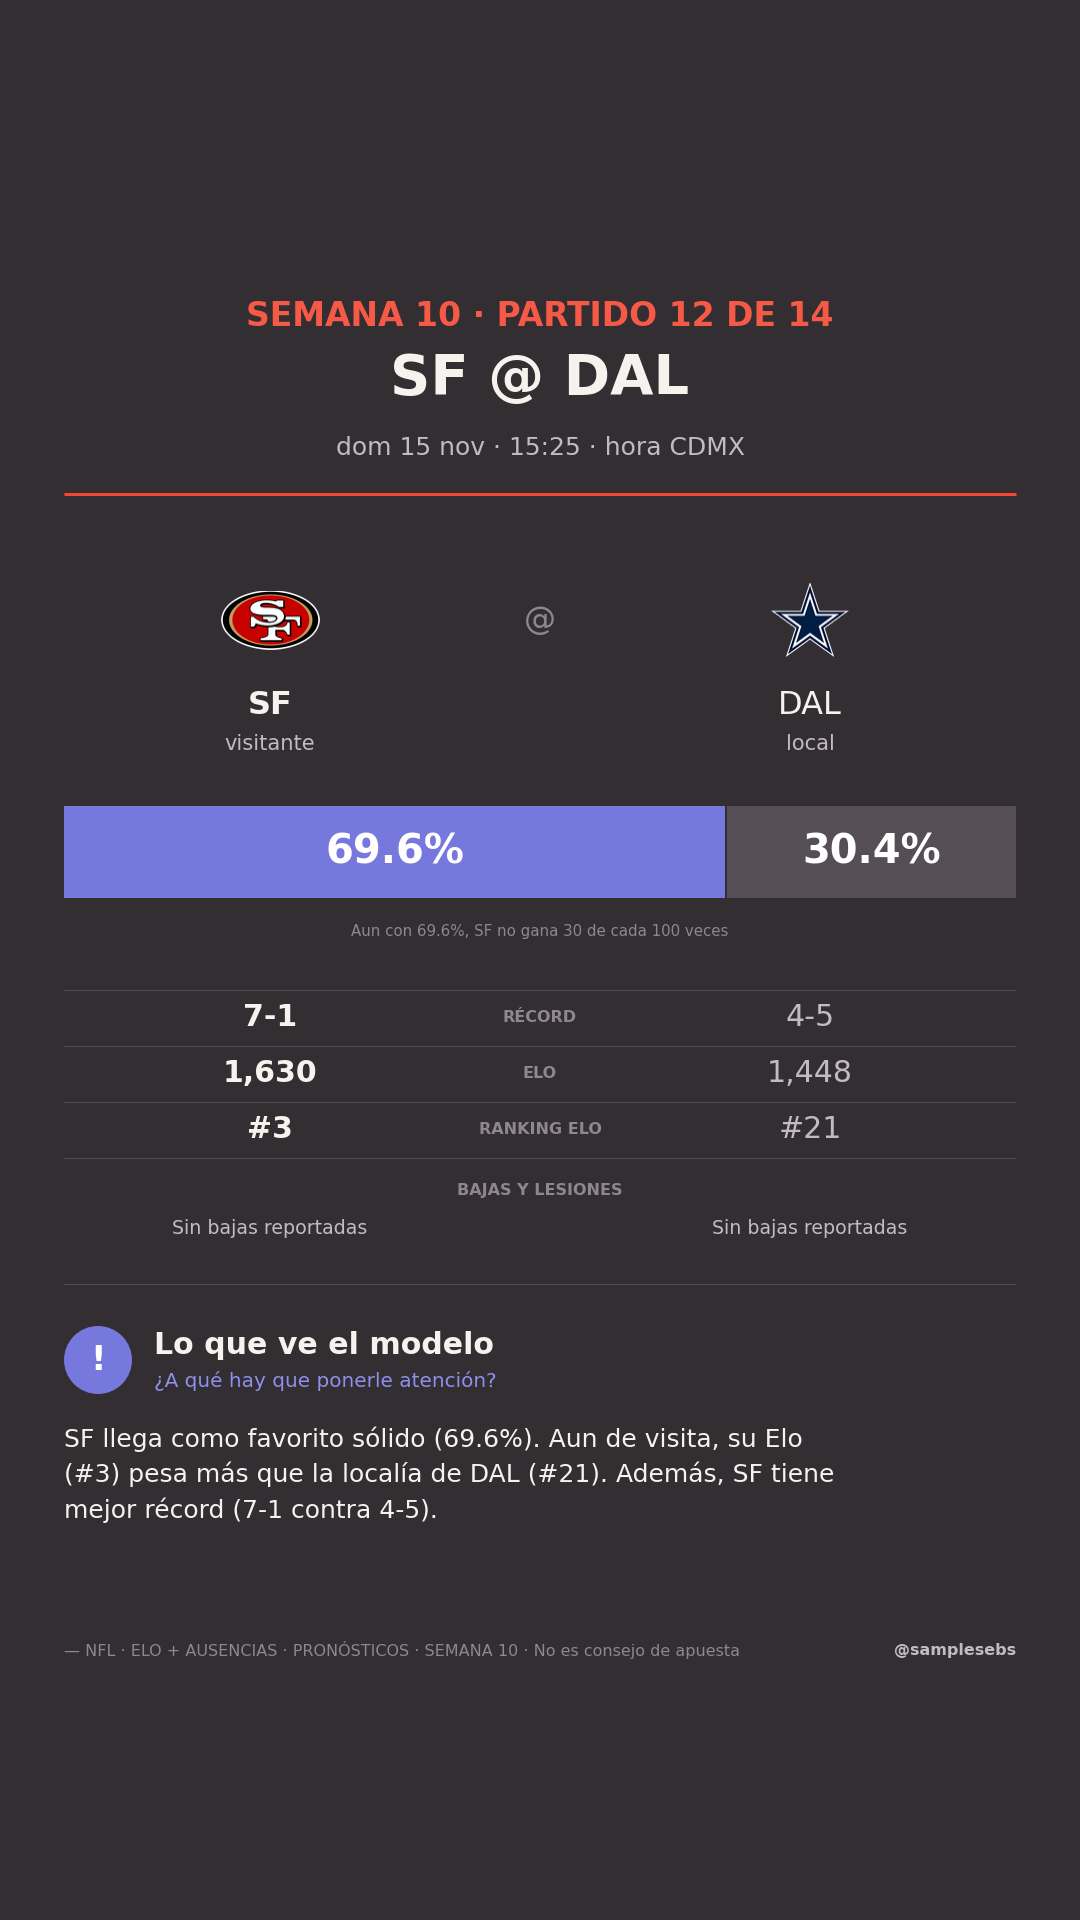 SEMANA 10 · PARTIDO 12 DE 14
SF @ DAL
dom 15 nov · 15:25 · hora CDMX
SF
@
SF DAL
visitante local
69.6% 30.4%
Aun con 69.6%, SF no gana 30 de cada 100 veces
7-1 RÉCORD 4-5
1,630 ELO 1,448
#3 RANKING ELO #21
BAJAS Y LESIONES
Sin bajas reportadas Sin bajas reportadas
!
Lo que ve el modelo
¿A qué hay que ponerle atención?
SF llega como favorito sólido (69.6%). Aun de visita, su Elo
(#3) pesa más que la localía de DAL (#21). Además, SF tiene
mejor récord (7-1 contra 4-5).
— NFL · ELO + AUSENCIAS · PRONÓSTICOS · SEMANA 10 · No es consejo de apuesta @samplesebs